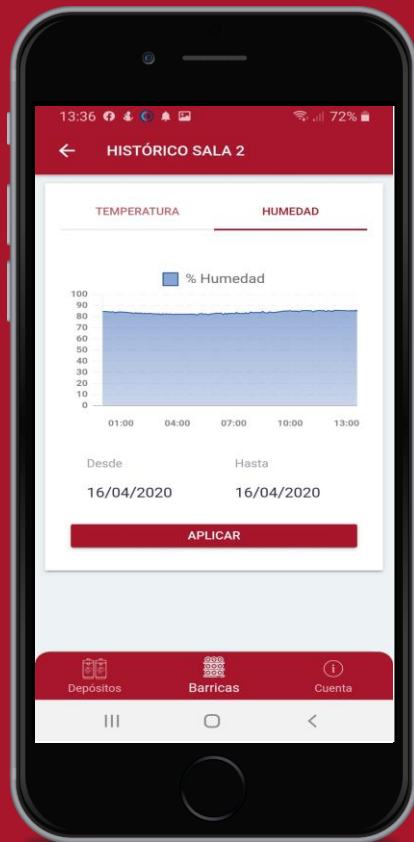 13:36 72%
HISTÓRICO SALA 2
TEMPERATURA HUMEDAD
% Humedad
100
90
80
70
60
50
40
30
20
10
0
01:00 04:00 07:00 10:00 13:00
Desde Hasta
16/04/2020 16/04/2020
APLICAR
Depósitos Barricas Cuenta